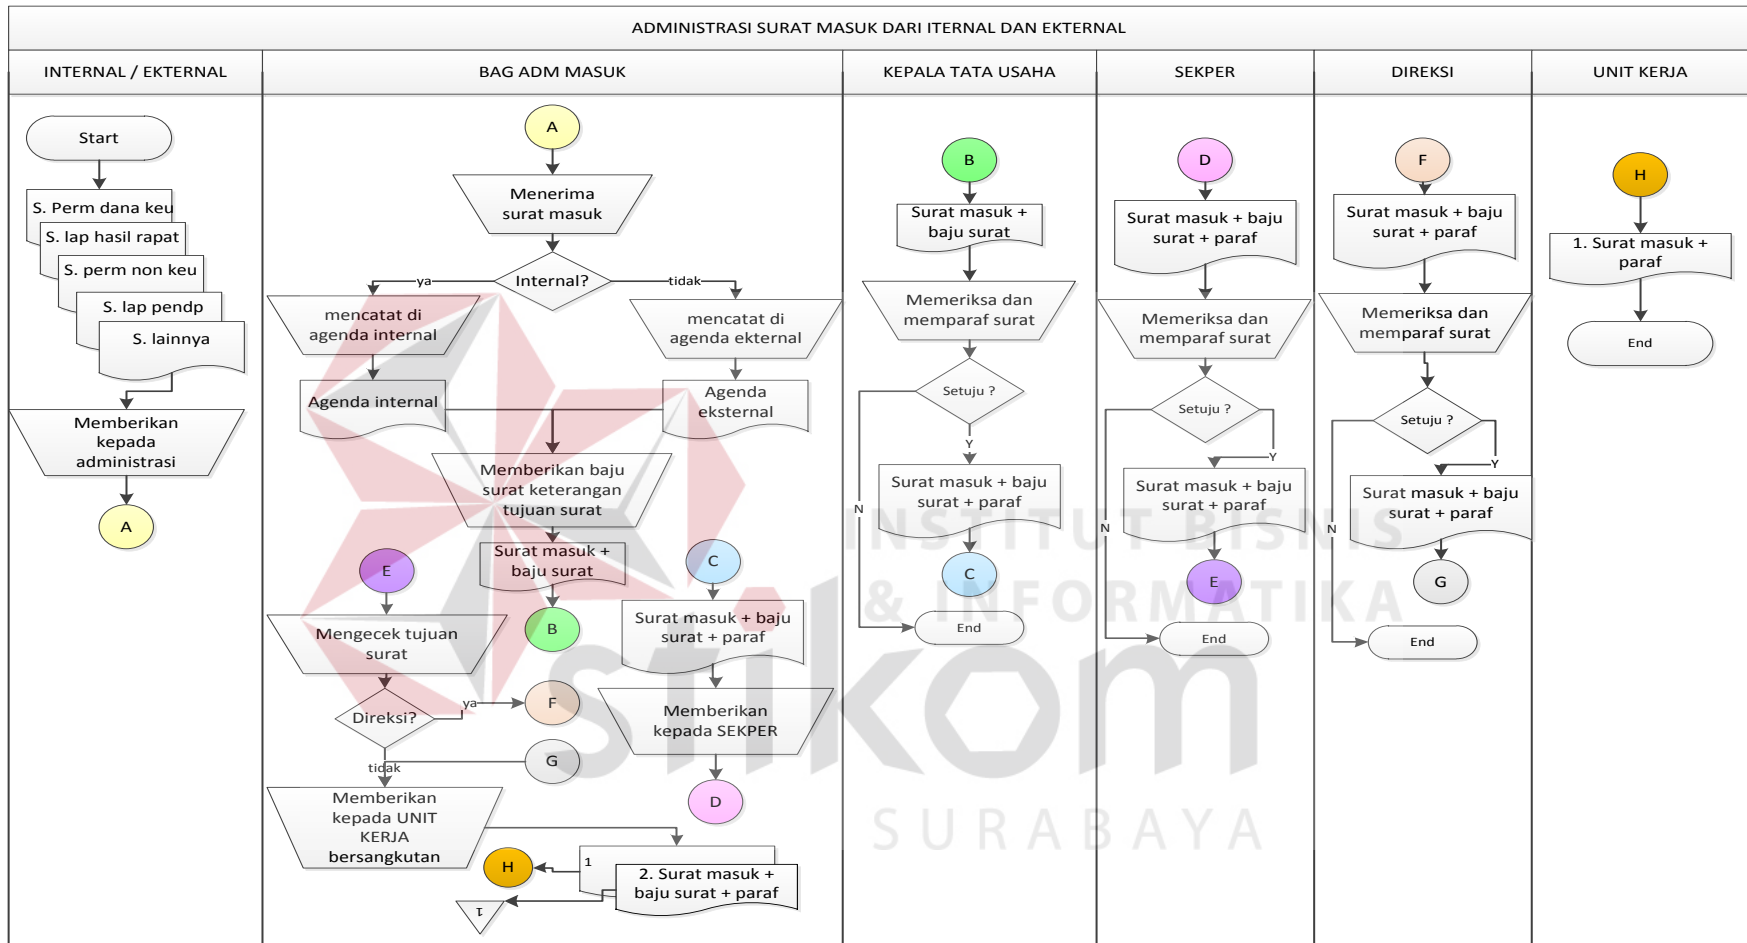 ADMINISTRASI SURAT MASUK DARI ITERNAL DAN EKTERNAL
INTERNAL / EKTERNAL
BAG ADM MASUK
KEPALA TATA USAHA
SEKPER
DIREKSI
UNIT KERJA
Start
S. Perm dana keu
S. lap hasil rapat
S. perm non keu
S. lap pendp
S. lainnya
Memberikan
kepada
administrasi
A
A
Menerima
surat masuk
Internal?
ya
tidak
mencatat di
agenda internal
mencatat di
agenda ekternal
Agenda internal
Agenda
eksternal
Memberikan baju
surat keterangan
tujuan surat
Surat masuk +
baju surat
B
E
Mengecek tujuan
surat
Direksi?
ya
F
G
tidak
Memberikan
kepada UNIT
KERJA
bersangkutan
C
Surat masuk + baju
surat + paraf
Memberikan
kepada SEKPER
D
1
2. Surat masuk +
baju surat + paraf
H
1
B
Surat masuk +
baju surat
Memeriksa dan
memparaf surat
Setuju ?
Y
N
Surat masuk + baju
surat + paraf
C
End
D
Surat masuk + baju
surat + paraf
Memeriksa dan
memparaf surat
Setuju ?
Y
N
Surat masuk + baju
surat + paraf
E
End
F
Surat masuk + baju
surat + paraf
Memeriksa dan
memparaf surat
Setuju ?
Y
N
Surat masuk + baju
surat + paraf
G
End
H
1. Surat masuk +
paraf
End
INSTITUT BISNIS
& INFORMATIKA
stikom
SURABAYA